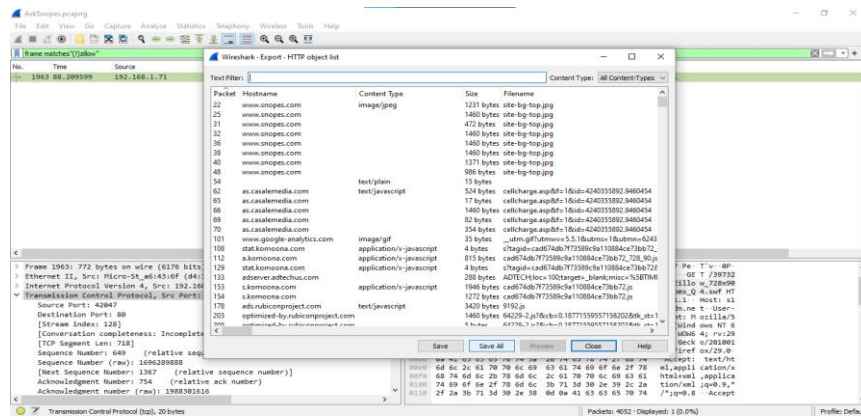 AskSnopes.pcapng
File Edit View Go Capture Analyze Statistics Telephony Wireless Tools Help
frame matches"(?)zllow"
No. Time Source
1963 88.209599 192.168.1.71
Wireshark · Export · HTTP object list
Text Filter: Content Type: All Content-Types
Packet Hostname Content Type Size Filename
22 www.snopes.com image/jpeg 1231 bytes site-bg-top.jpg
25 www.snopes.com 1460 bytes site-bg-top.jpg
31 www.snopes.com 472 bytes site-bg-top.jpg
32 www.snopes.com 1460 bytes site-bg-top.jpg
36 www.snopes.com 1460 bytes site-bg-top.jpg
38 www.snopes.com 1460 bytes site-bg-top.jpg
40 www.snopes.com 1371 bytes site-bg-top.jpg
48 www.snopes.com 986 bytes site-bg-top.jpg
54 text/plain 15 bytes
62 as.casalemedia.com text/javascript 524 bytes cellcharge.asp&f=1&id=4240355892.9460454
65 as.casalemedia.com 17 bytes cellcharge.asp&f=1&id=4240355892.9460454
66 as.casalemedia.com 1460 bytes cellcharge.asp&f=1&id=4240355892.9460454
69 as.casalemedia.com 82 bytes cellcharge.asp&f=1&id=4240355892.9460454
70 as.casalemedia.com 354 bytes cellcharge.asp&f=1&id=4240355892.9460454
101 www.google-analytics.com image/gif 35 bytes __utm.gif?utmwv=5.5.1&utms=1&utmn=6243
108 stat.komoona.com application/x-javascript 4 bytes
112 a.komoona.com application/x-javascript 815 bytes
129 stat.komoona.com application/x-javascript 4 bytes
133 adserver.adtechus.com 288 bytes
153 s.komoona.com application/x-javascript 1946 bytes
154 s.komoona.com 1272 bytes
178 ads.rubiconproject.com text/javascript 3420 bytes 9192.js
203 optimized-by.rubiconproject.com 1460 bytes
Save Save All Preview Close Help
Frame 1963: 772 bytes on wire (6176 bits
Ethernet II, Src: Micro-St_a6:43:6f (d4:
Internet Protocol Version 4, Src: 192.16
Transmission Control Protocol, Src Port:
Source Port: 42047
Destination Port: 80
[Stream index: 128]
[Conversation completeness: Incomplete
[TCP Segment Len: 718]
Sequence Number: 649 (relative seq
Sequence Number (raw): 1696289888
[Next Sequence Number: 1367 (relative sequence number)]
Acknowledgment Number: 754 (relative ack number)
Acknowledgment number (raw): 1988301616
Transmission Control Protocol (tcp), 20 bytes
Packets: 4052 · Displayed: 1 (0.0%)
Profile: Defau